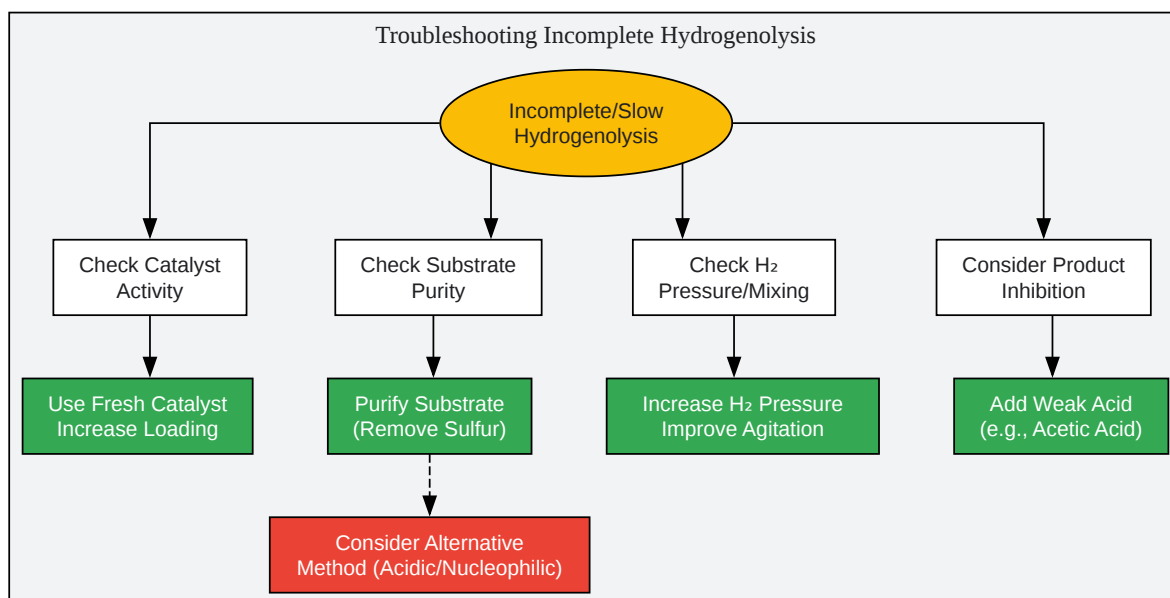 Troubleshooting Incomplete Hydrogenolysis
Incomplete/Slow
Hydrogenolysis
Check Catalyst
Activity
Check Substrate
Purity
Check H₂
Pressure/Mixing
Consider Product
Inhibition
Use Fresh Catalyst
Increase Loading
Purify Substrate
(Remove Sulfur)
Increase H₂ Pressure
Improve Agitation
Add Weak Acid
(e.g., Acetic Acid)
Consider Alternative
Method (Acidic/Nucleophilic)